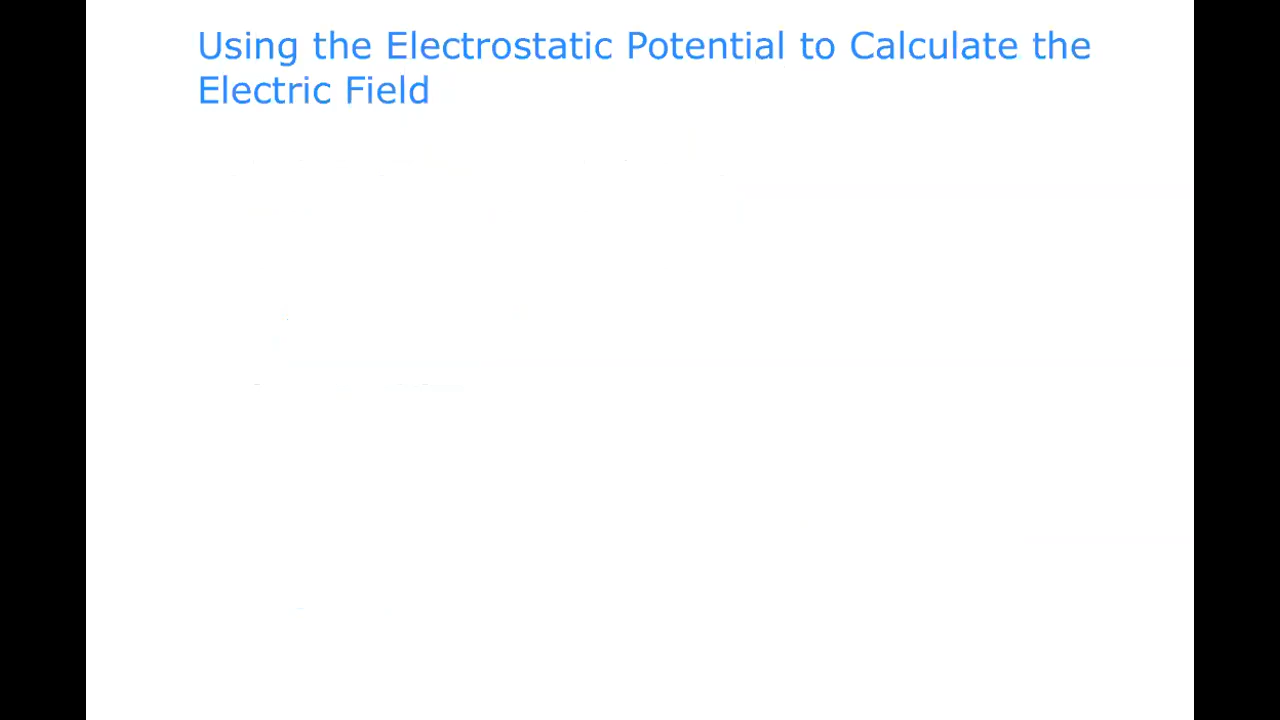 Using the Electrostatic Potential to Calculate the
Electric Field